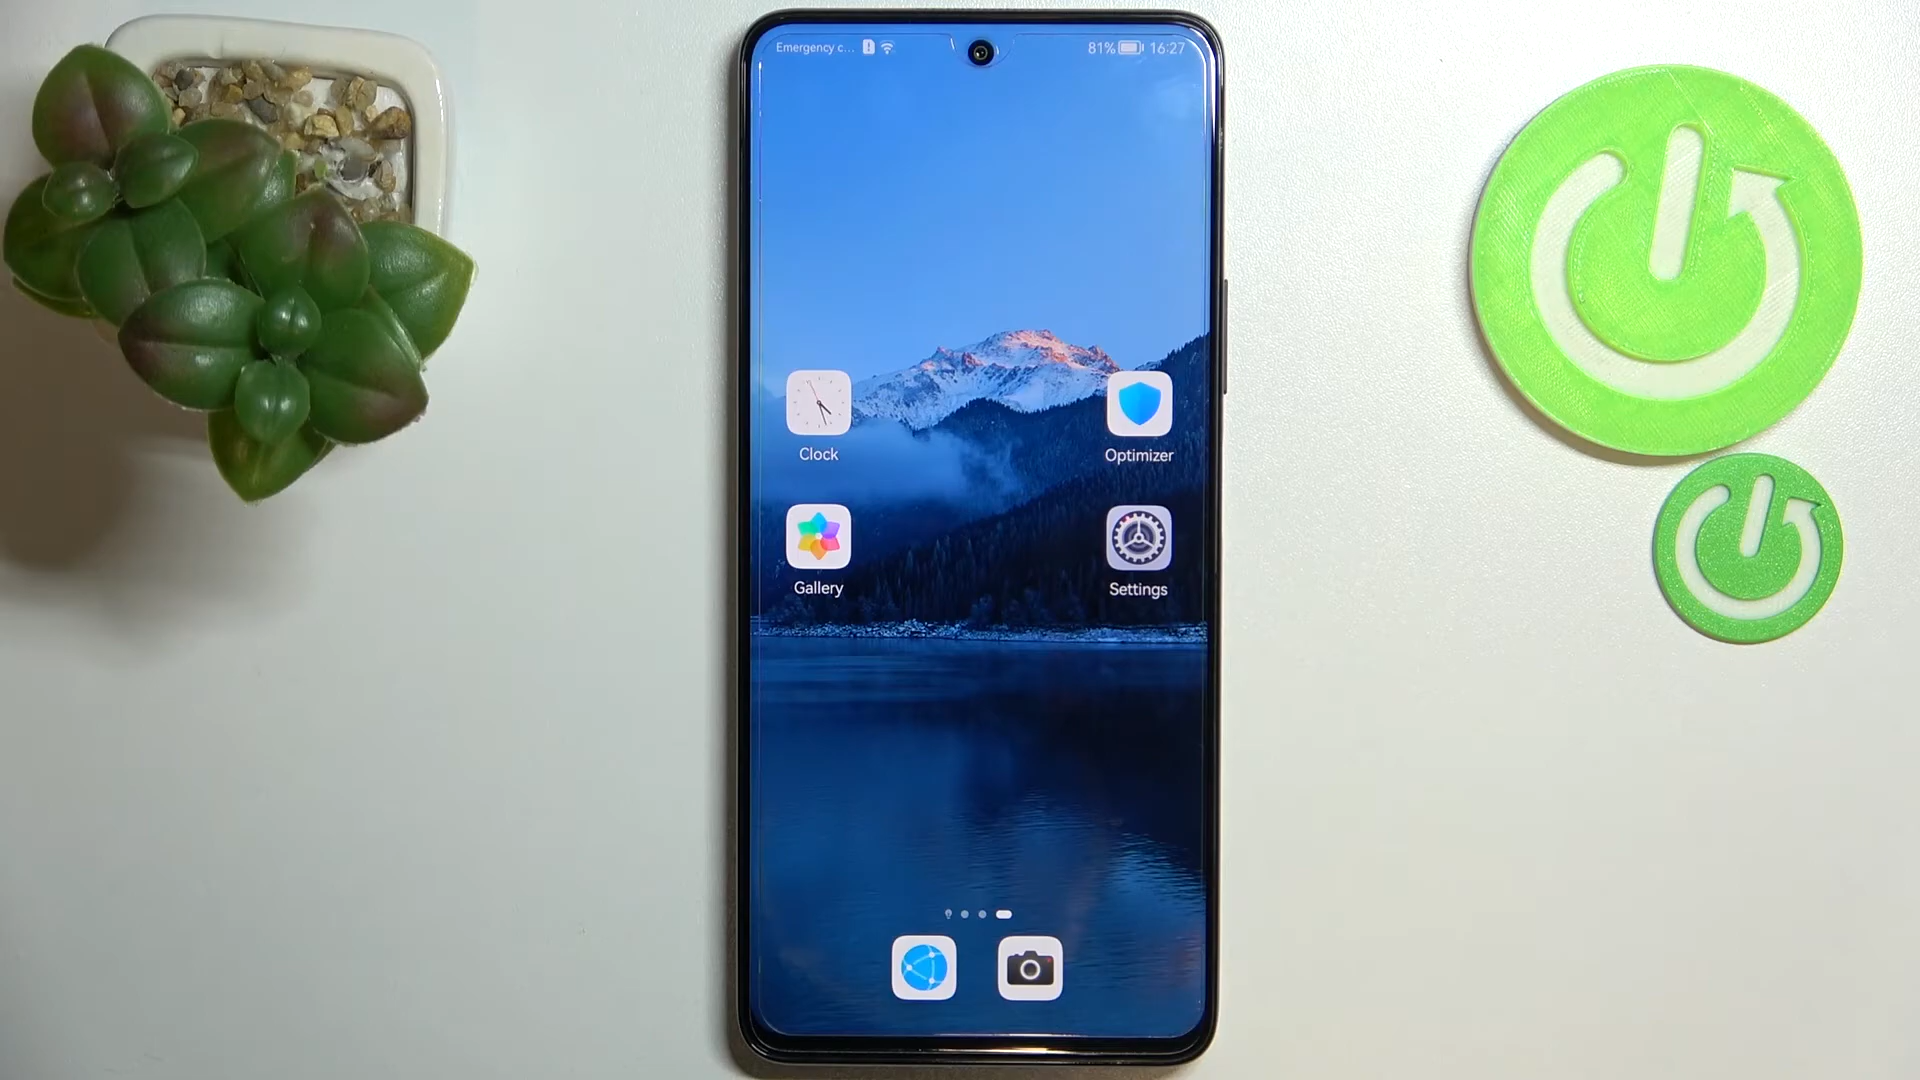 Emergency c... 81% 16:27
Clock
Optimizer
Gallery
Settings